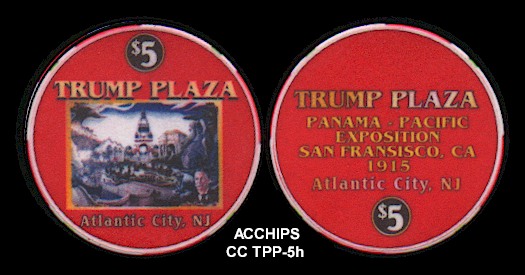 $5
TRUMP PLAZA
Atlantic City, NJ
TRUMP PLAZA
PANAMA - PACIFIC
EXPOSITION
SAN FRANSISCO, CA
1915
Atlantic City, NJ
$5
ACCHIPS
CC TPP-5h